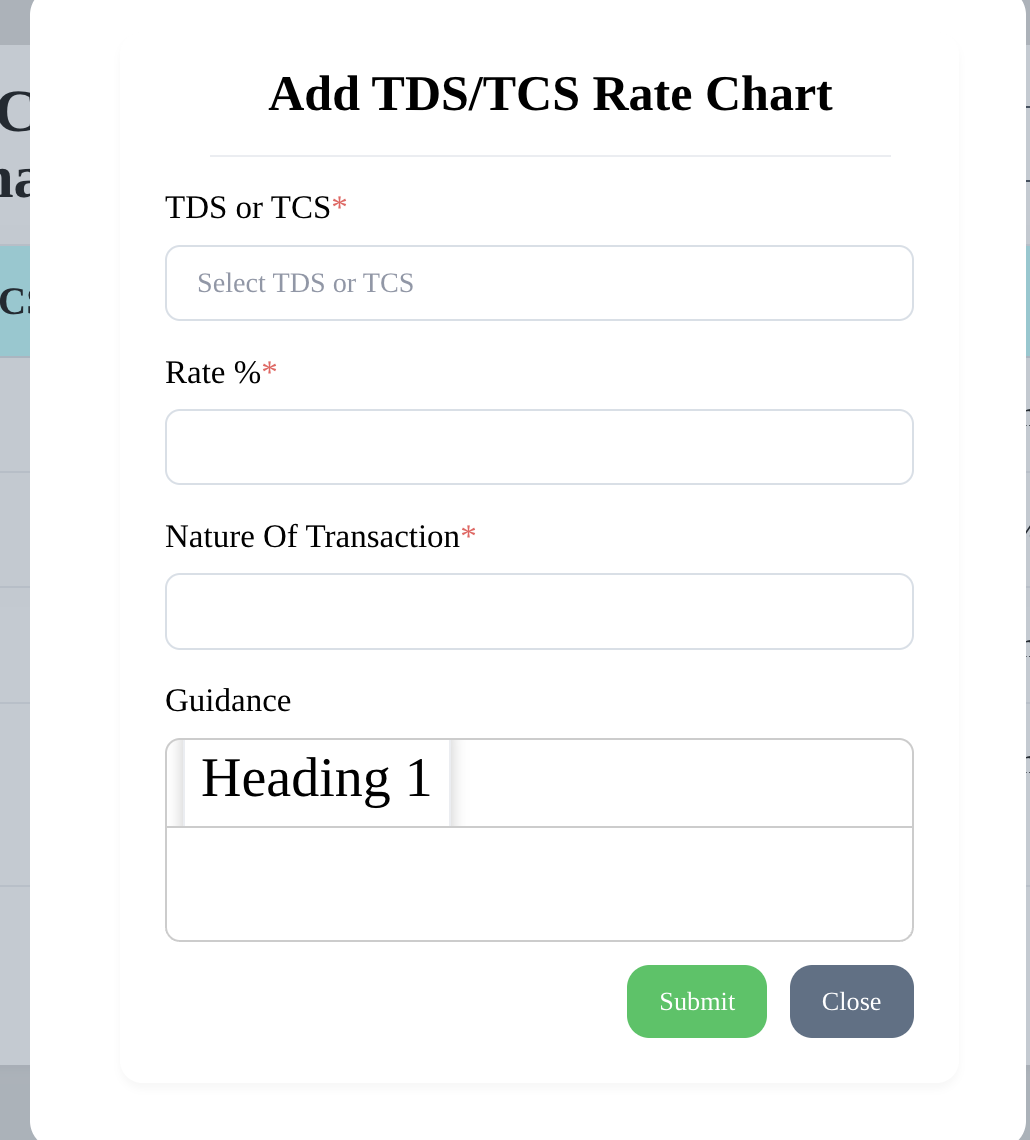 Add TDS/TCS Rate Chart
TDS or TCS*
Select TDS or TCS
Rate %*
Nature Of Transaction*
Guidance
Heading 1
Submit
Close